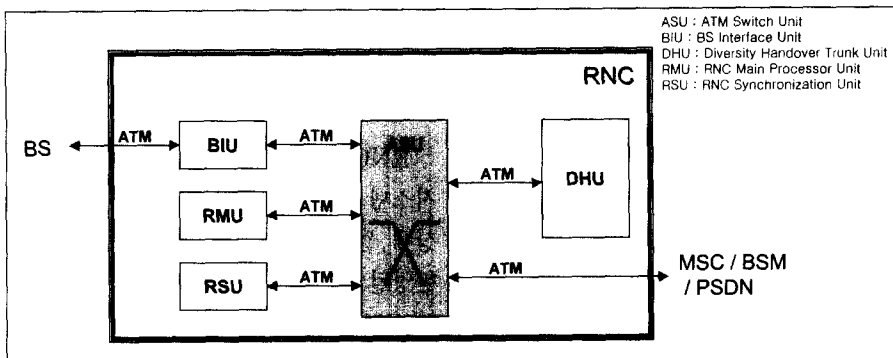 ASU : ATM Switch Unit
BIU : BS Interface Unit
DHU : Diversity Handover Trunk Unit
RMU : RNC Main Processor Unit
RSU : RNC Synchronization Unit
RNC
BS
ATM
BIU
ATM
ASU
RMU
ATM
ATM
DHU
RSU
ATM
ATM
MSC / BSM
/ PSDN